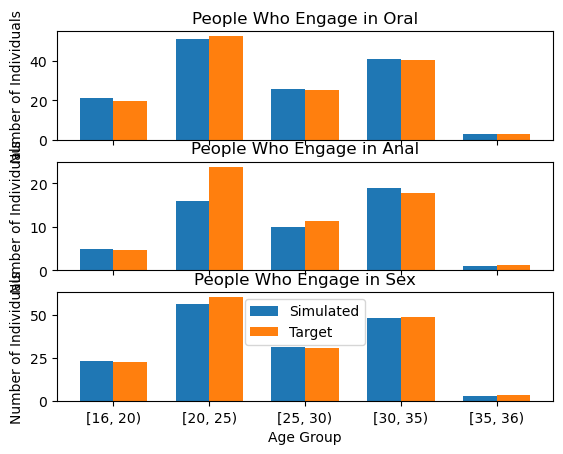 People Who Engage in Oral
Number of Individuals
40
20
0
People Who Engage in Anal
Number of Individuals
20
10
0
People Who Engage in Sex
Number of Individuals
50
25
0
Simulated
Target
[16, 20)
[20, 25)
[25, 30)
[30, 35)
[35, 36)
Age Group